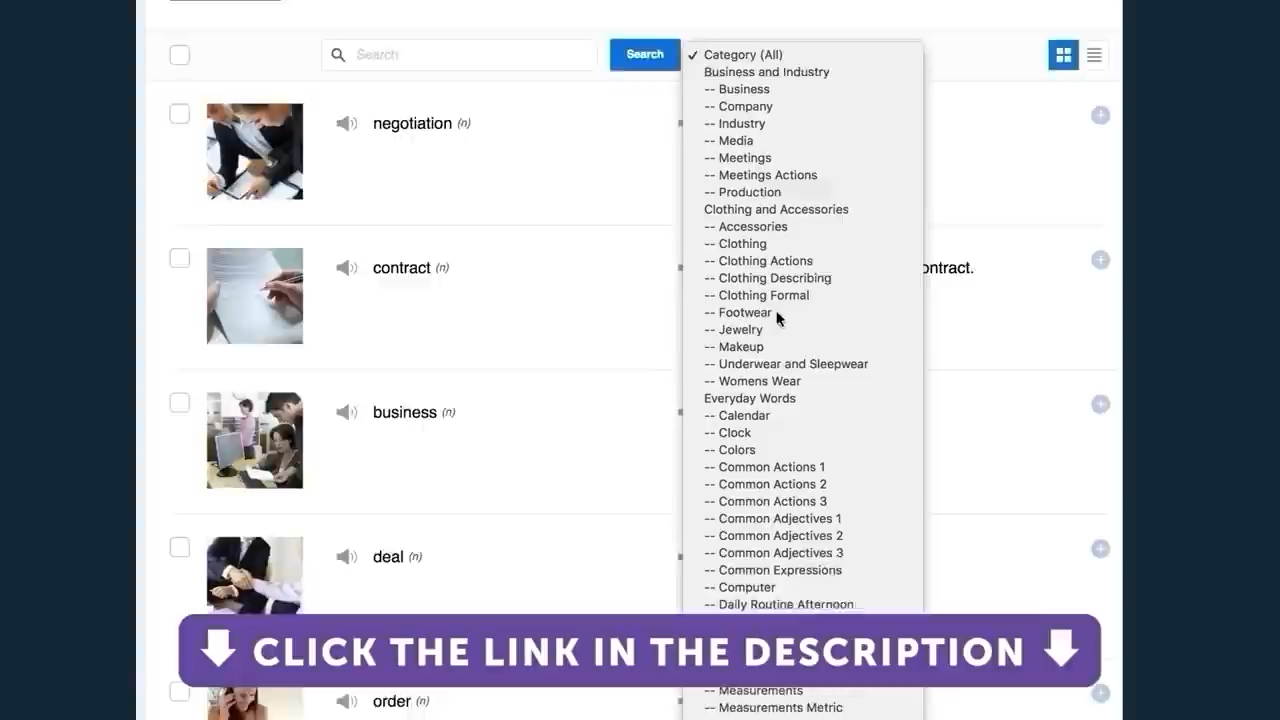 Search
Search
✓ Category (All)
Business and Industry
-- Business
-- Company
-- Industry
-- Media
-- Meetings
-- Meetings Actions
-- Production
Clothing and Accessories
-- Accessories
-- Clothing
-- Clothing Actions
-- Clothing Describing
-- Clothing Formal
-- Footwear
-- Jewelry
-- Makeup
-- Underwear and Sleepwear
-- Womens Wear
Everyday Words
-- Calendar
-- Clock
-- Colors
-- Common Actions 1
-- Common Actions 2
-- Common Actions 3
-- Common Adjectives 1
-- Common Adjectives 2
-- Common Adjectives 3
-- Common Expressions
-- Computer
-- Daily Routine Afternoon
-- Measurements
-- Measurements Metric
negotiation (n)
contract (n)
ontract.
business (n)
deal (n)
order (n)
CLICK THE LINK IN THE DESCRIPTION